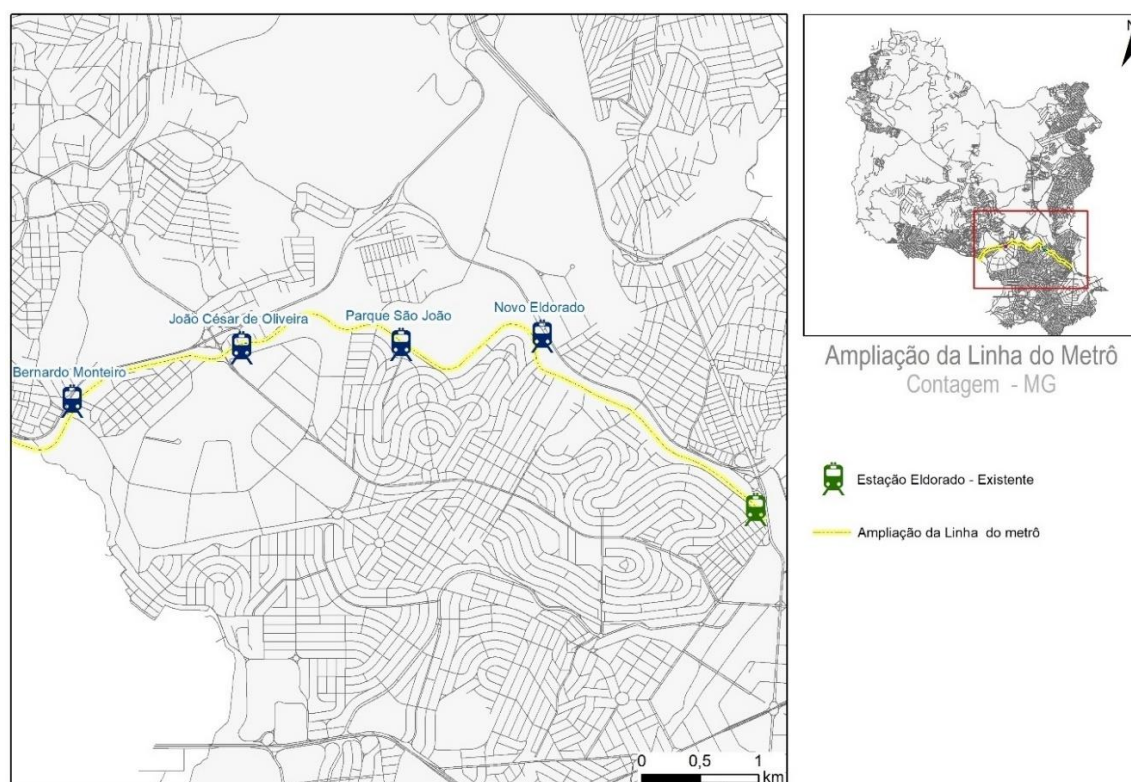 João César de Oliveira
Parque São João
Novo Eldorado
Bernardo Monteiro
0 0,5 1
km
N
Ampliação da Linha do Metrô
Contagem - MG
Estação Eldorado - Existente
Ampliação da Linha do metrô